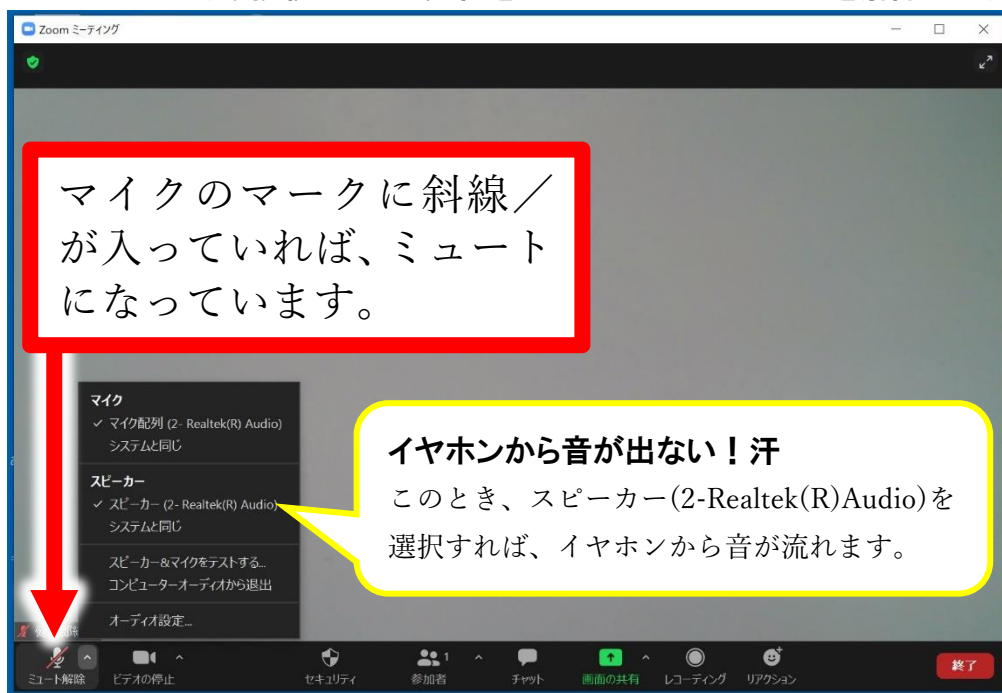 Zoom ミーティング
マイクのマークに斜線／
が入っていれば、ミュート
になっています。
マイク
✓ マイク配列 (2- Realtek(R) Audio)
システムと同じ
スピーカー
✓ スピーカー (2- Realtek(R) Audio)
システムと同じ
スピーカー&マイクをテストする...
コンピューターオーディオから退出
オーディオ設定...
イヤホンから音が出ない！汗
このとき、スピーカー(2-Realtek(R)Audio)を
選択すれば、イヤホンから音が流れます。
ミュート解除
ビデオの停止
セキュリティ
参加者
1
チャット
画面の共有
レコーディング
リアクション
終了